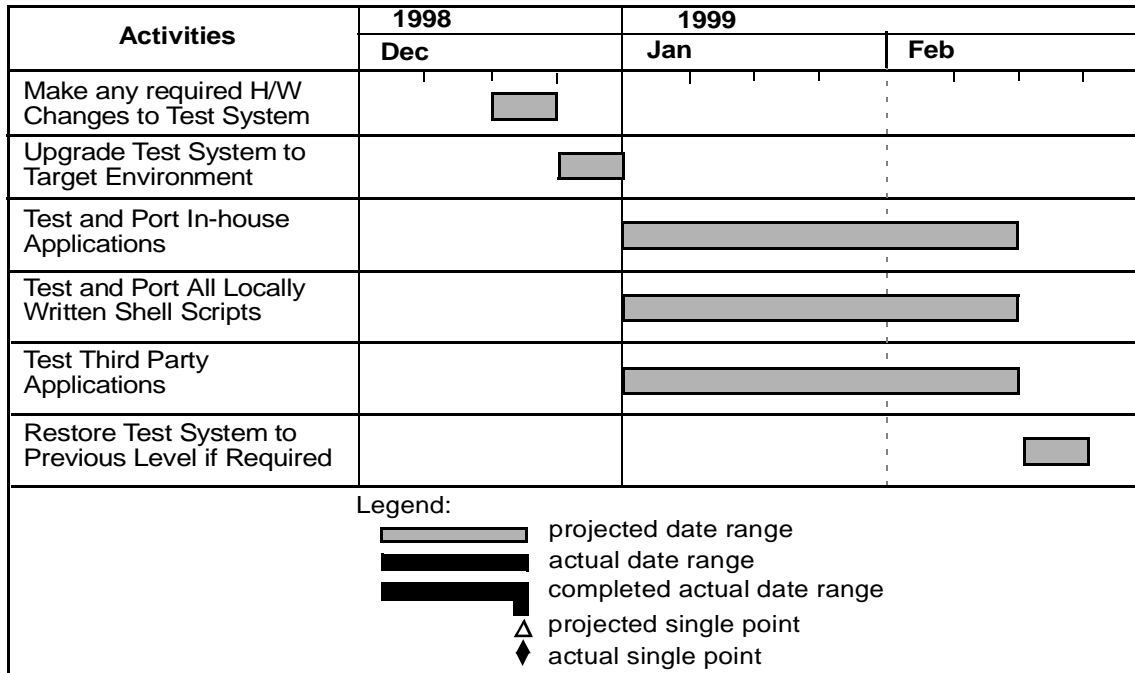 Activities
1998
1999
Dec
Jan
Feb
Make any required H/W
Changes to Test System
Upgrade Test System to
Target Environment
Test and Port In-house
Applications
Test and Port All Locally
Written Shell Scripts
Test Third Party
Applications
Restore Test System to
Previous Level if Required
Legend:
projected date range
actual date range
completed actual date range
projected single point
actual single point